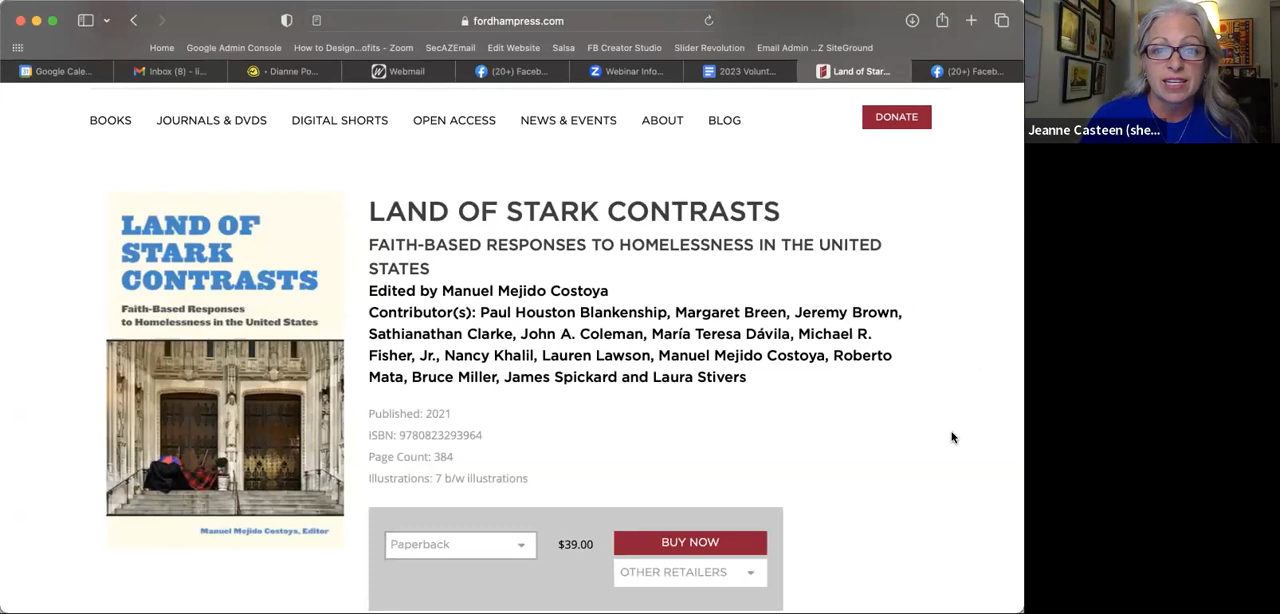 fordhampress.com
Home Google Admin Console How to Design...ofits – Zoom SecAZEmail Edit Website Salsa FB Creator Studio Slider Revolution Email Admin ...Z SiteGround
Google Cale... Inbox (8) - li... • Dianne Po... Webmail (20+) Faceb... Webinar Info... 2023 Volunt... Land of Star... (20+) Faceb...
Jeanne Casteen (she...
BOOKS JOURNALS & DVDS DIGITAL SHORTS OPEN ACCESS NEWS & EVENTS ABOUT BLOG DONATE
LAND OF
STARK
CONTRASTS
Faith-Based Responses
to Homelessness in the United States
Manuel Mejido Costoya, Editor
LAND OF STARK CONTRASTS
FAITH-BASED RESPONSES TO HOMELESSNESS IN THE UNITED
STATES
Edited by Manuel Mejido Costoya
Contributor(s): Paul Houston Blankenship, Margaret Breen, Jeremy Brown,
Sathianathan Clarke, John A. Coleman, María Teresa Dávila, Michael R.
Fisher, Jr., Nancy Khalil, Lauren Lawson, Manuel Mejido Costoya, Roberto
Mata, Bruce Miller, James Spickard and Laura Stivers
Published: 2021
ISBN: 9780823293964
Page Count: 384
Illustrations: 7 b/w illustrations
Paperback $39.00 BUY NOW
OTHER RETAILERS